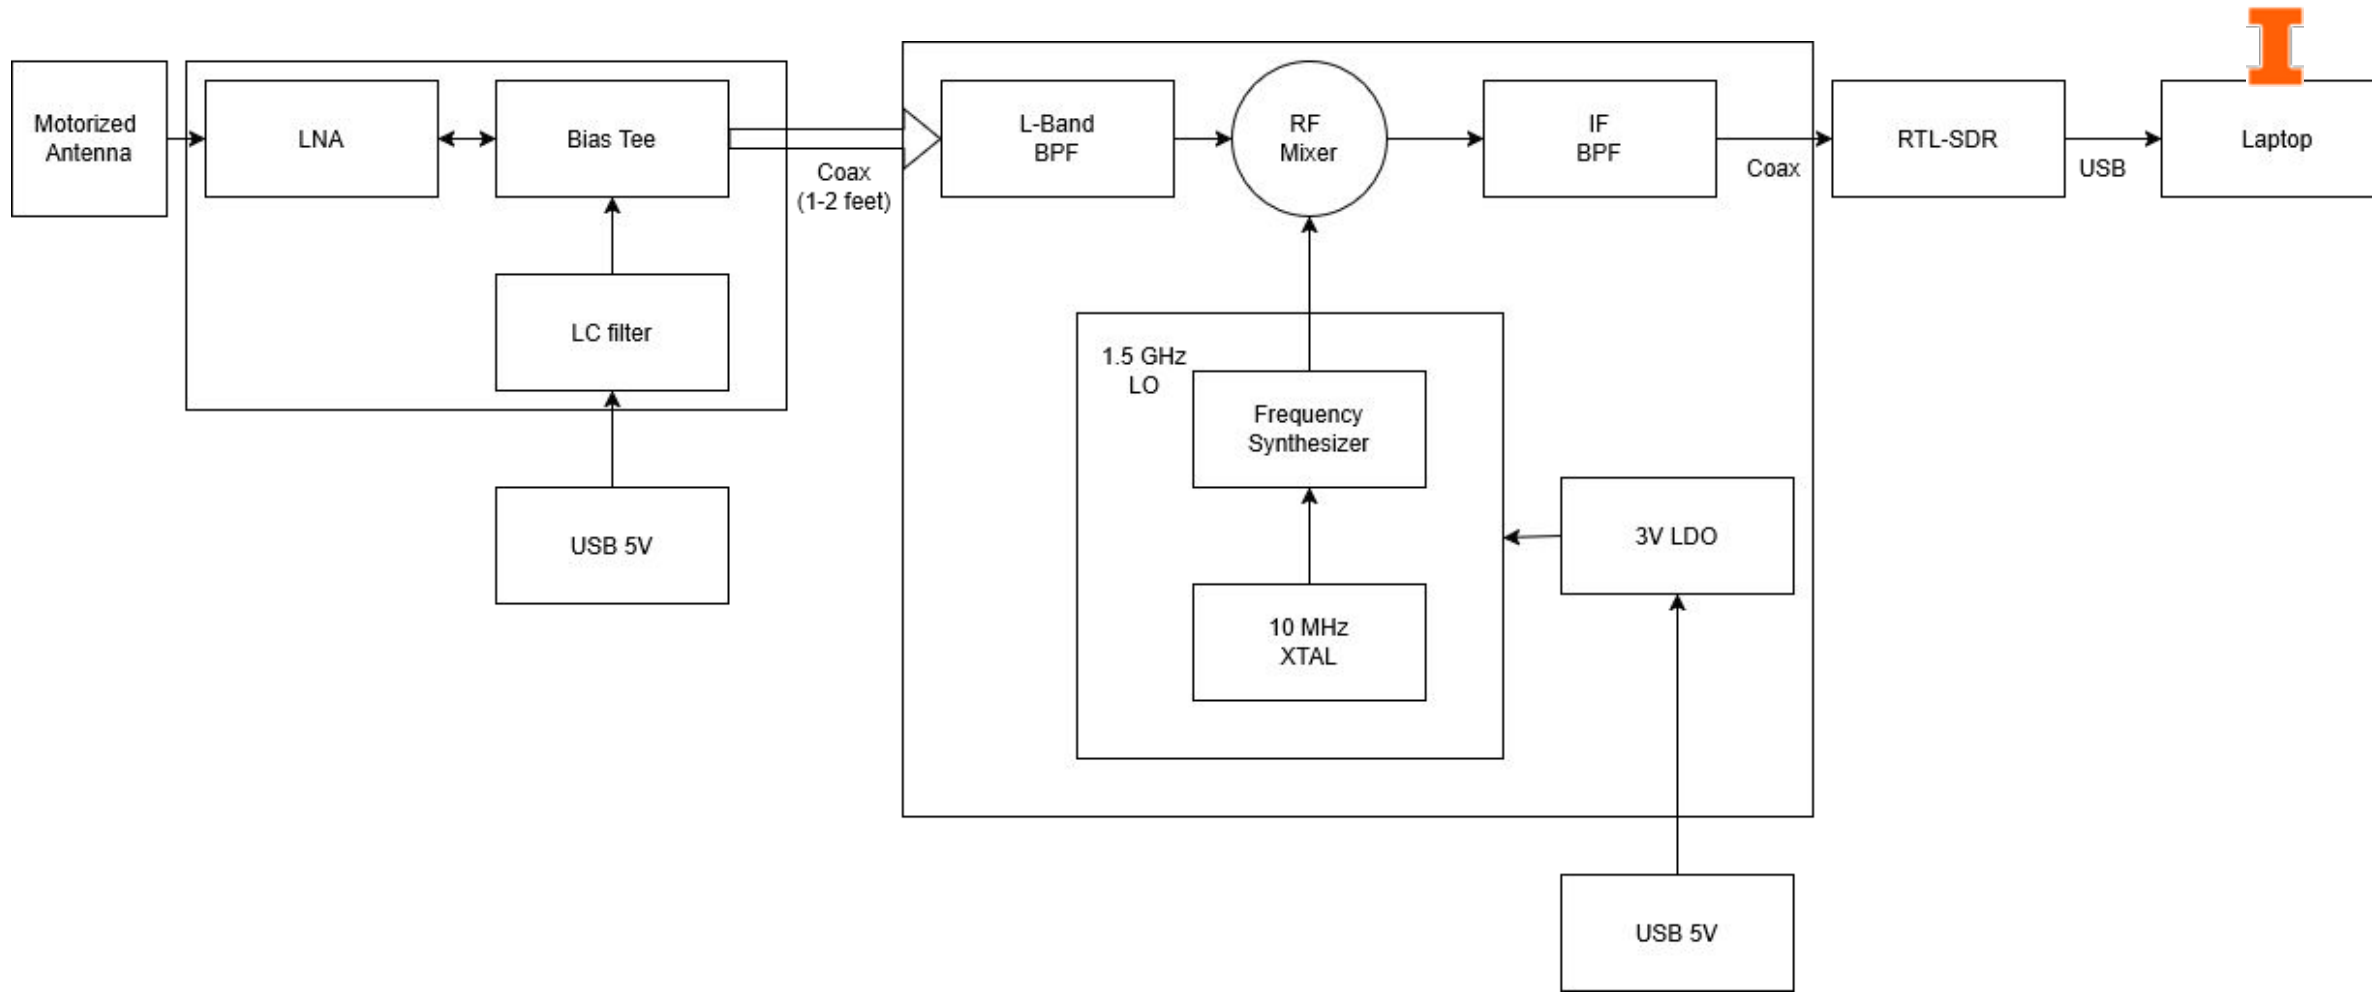 Motorized
Antenna
LNA
Bias Tee
Coax
(1-2 feet)
L-Band
BPF
RF
Mixer
IF
BPF
Coax
RTL-SDR
USB
Laptop
LC filter
USB 5V
1.5 GHz
LO
Frequency
Synthesizer
10 MHz
XTAL
3V LDO
USB 5V